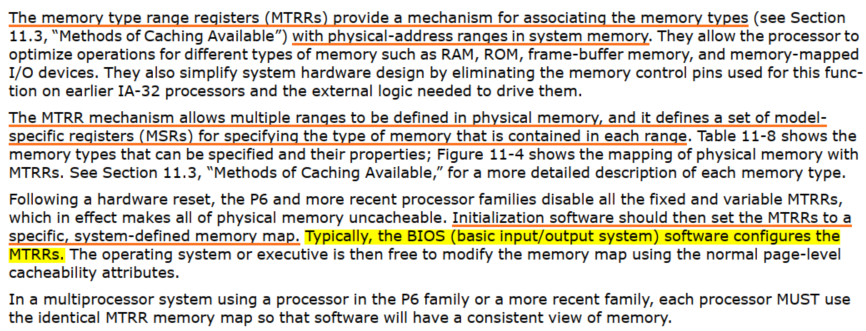 The memory type range registers (MTRRs) provide a mechanism for associating the memory types (see Section
11.3, “Methods of Caching Available”) with physical-address ranges in system memory. They allow the processor to
optimize operations for different types of memory such as RAM, ROM, frame-buffer memory, and memory-mapped
I/O devices. They also simplify system hardware design by eliminating the memory control pins used for this func-
tion on earlier IA-32 processors and the external logic needed to drive them.
The MTRR mechanism allows multiple ranges to be defined in physical memory, and it defines a set of model-
specific registers (MSRs) for specifying the type of memory that is contained in each range. Table 11-8 shows the
memory types that can be specified and their properties; Figure 11-4 shows the mapping of physical memory with
MTRRs. See Section 11.3, “Methods of Caching Available,” for a more detailed description of each memory type.
Following a hardware reset, the P6 and more recent processor families disable all the fixed and variable MTRRs,
which in effect makes all of physical memory uncacheable. Initialization software should then set the MTRRs to a
specific, system-defined memory map. Typically, the BIOS (basic input/output system) software configures the
MTRRs. The operating system or executive is then free to modify the memory map using the normal page-level
cacheability attributes.
In a multiprocessor system using a processor in the P6 family or a more recent family, each processor MUST use
the identical MTRR memory map so that software will have a consistent view of memory.